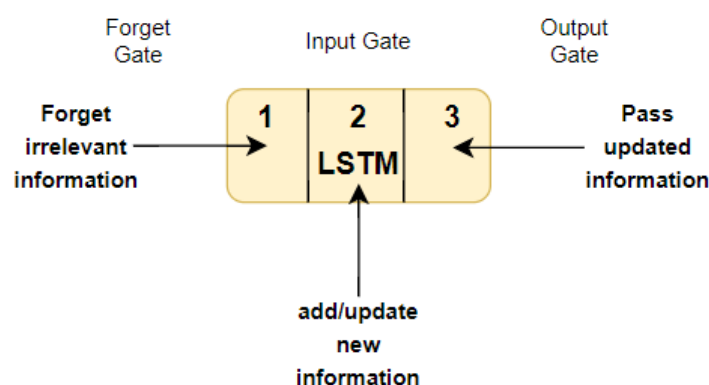 Forget
Gate
Input Gate
Output
Gate
Forget
irrelevant
information
1
2
3
LSTM
Pass
updated
information
add/update
new
information